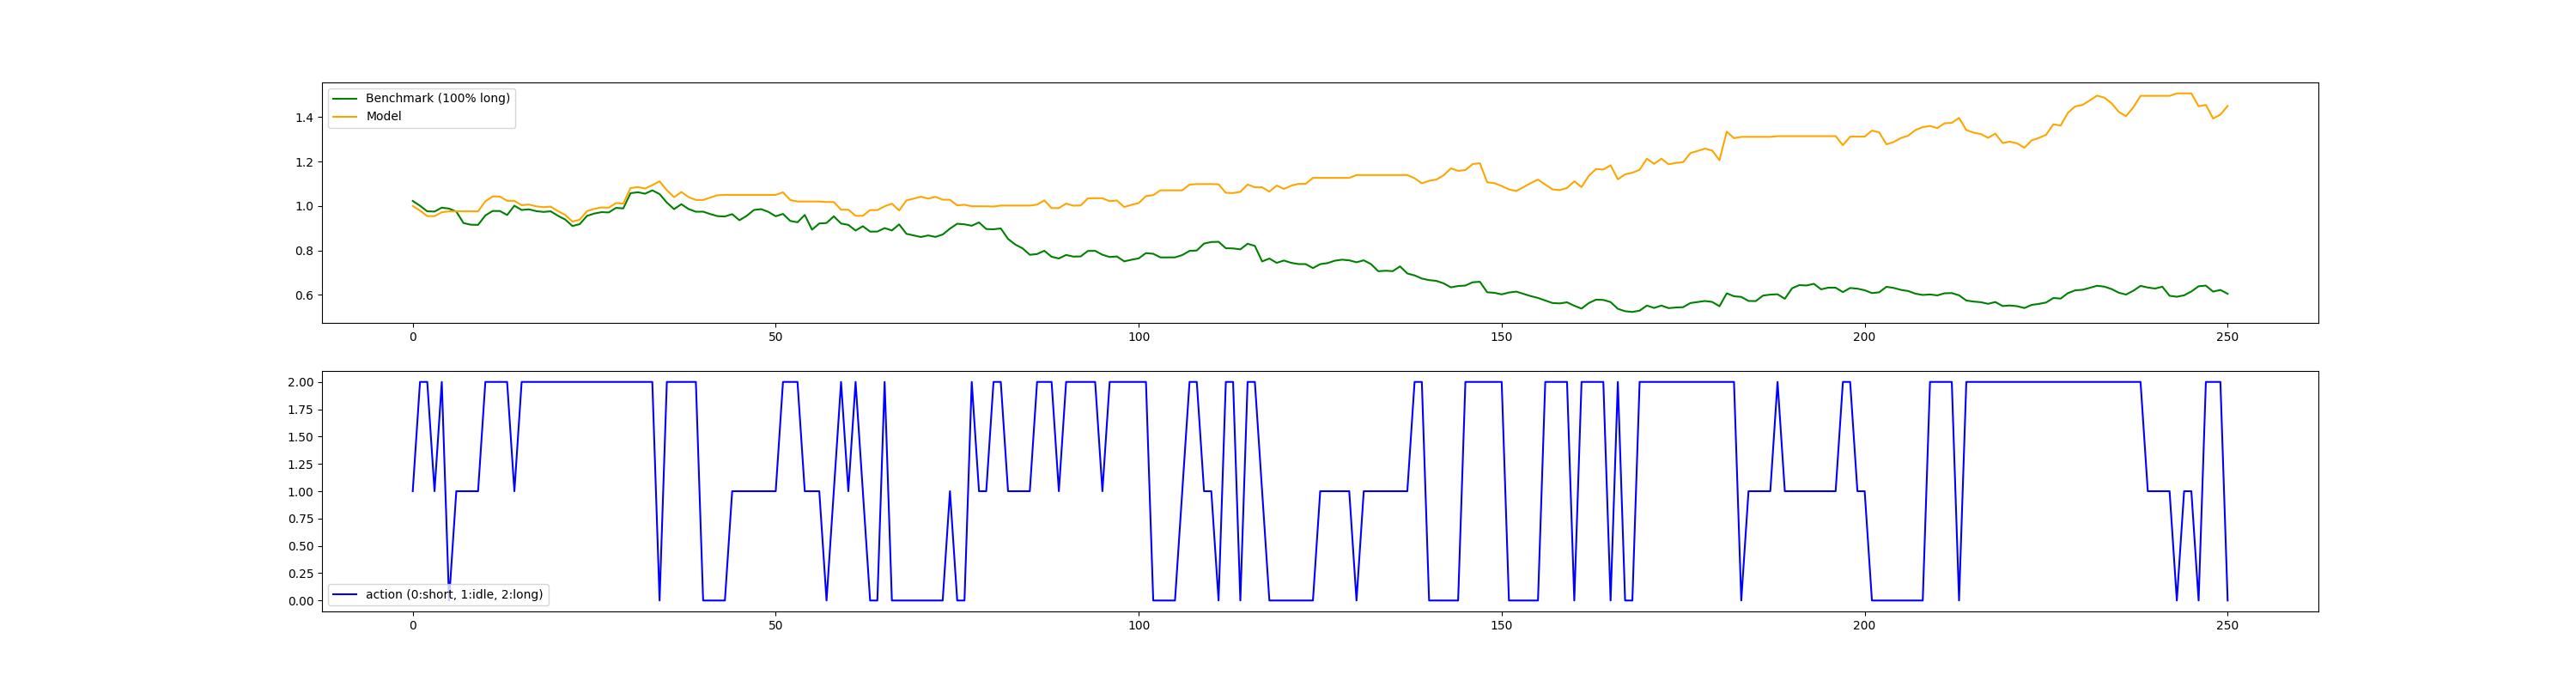 Benchmark (100% long)
Model
1.4
1.2
1.0
0.8
0.6
0 50 100 150 200 250
2.00
1.75
1.50
1.25
1.00
0.75
0.50
0.25
0.00
action (0:short, 1:idle, 2:long)
0 50 100 150 200 250